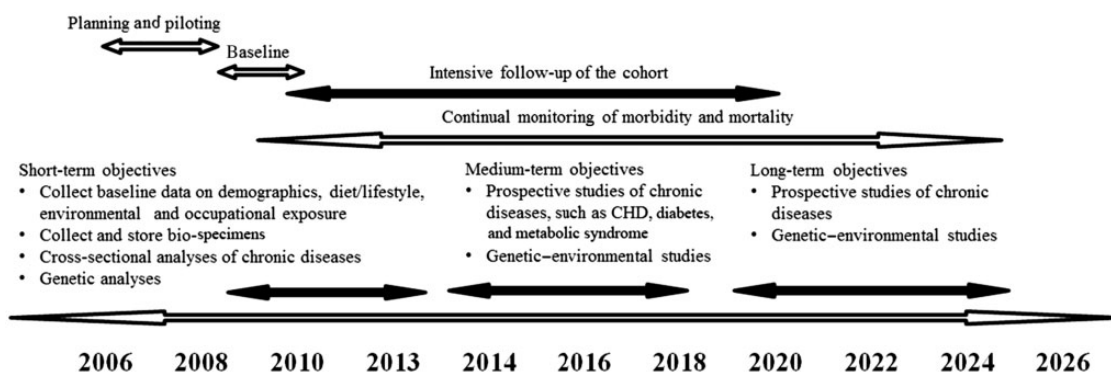 Planning and piloting
Baseline
Intensive follow-up of the cohort
Continual monitoring of morbidity and mortality
Short-term objectives
• Collect baseline data on demographics, diet/lifestyle,
environmental and occupational exposure
• Collect and store bio-specimens
• Cross-sectional analyses of chronic diseases
• Genetic analyses
Medium-term objectives
• Prospective studies of chronic
diseases, such as CHD, diabetes,
and metabolic syndrome
• Genetic–environmental studies
Long-term objectives
• Prospective studies of chronic
diseases
• Genetic–environmental studies
2006 2008 2010 2013 2014 2016 2018 2020 2022 2024 2026